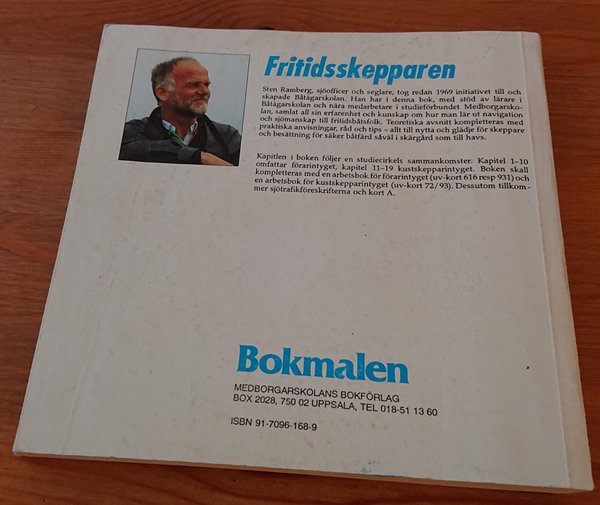 Fritidsskepparen
Sten Ramberg, sjöofficer och seglare, tog redan 1969 initiativet till och
skapade Båtägarskolan. Han har i denna bok, med stöd av lärare i
Båtägarskolan och nära medarbetare i studieförbundet Medborgarsko-
lan, samlat all sin erfarenhet och kunskap om hur man lär ut navigation
och sjömanskap till fritidsbåtsfolk. Teoretiska avsnitt kompletteras med
praktiska anvisningar, råd och tips – allt till nytta och glädje för skeppare
och besättning för säker båtfärd såväl i skärgård som till havs.
Kapitlen i boken följer en studiecirkels sammankomster. Kapitel 1–10
omfattar förarintyget, kapitel 11–19 kustskepparintyget. Boken skall
kompletteras med en arbetsbok för förarintyget (uv-kort 616 resp 931) och
en arbetsbok för kustskepparintyget (uv-kort 72/93). Dessutom tillkom-
mer sjötrafikföreskrifterna och kort A.
Bokmalen
MEDBORGARSKOLANS BOKFÖRLAG
BOX 2028, 750 02 UPPSALA, TEL 018-51 13 60
ISBN 91-7096-168-9